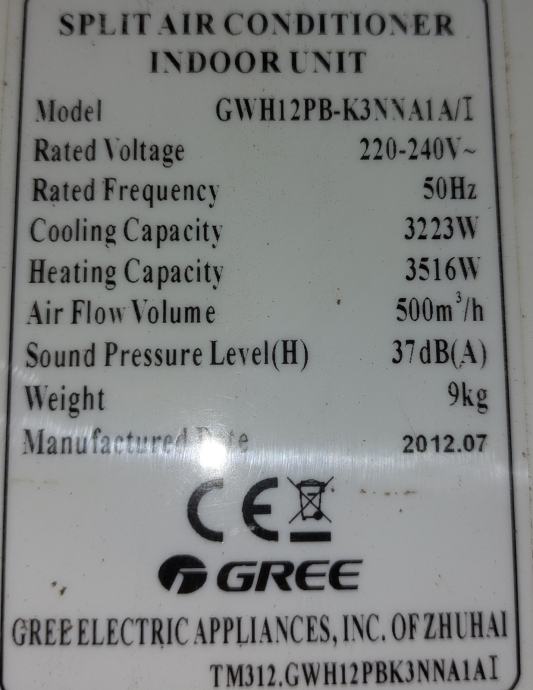 SPLIT AIR CONDITIONER
INDOOR UNIT
Model GWH12PB-K3NNA1A/I
Rated Voltage 220-240V~
Rated Frequency 50Hz
Cooling Capacity 3223W
Heating Capacity 3516W
Air Flow Volume 500m³/h
Sound Pressure Level(H) 37dB(A)
Weight 9kg
Manufactured Date 2012.07
CE
GREE
GREE ELECTRIC APPLIANCES, INC. OF ZHUHAI
TM312.GWH12PBK3NNA1AI